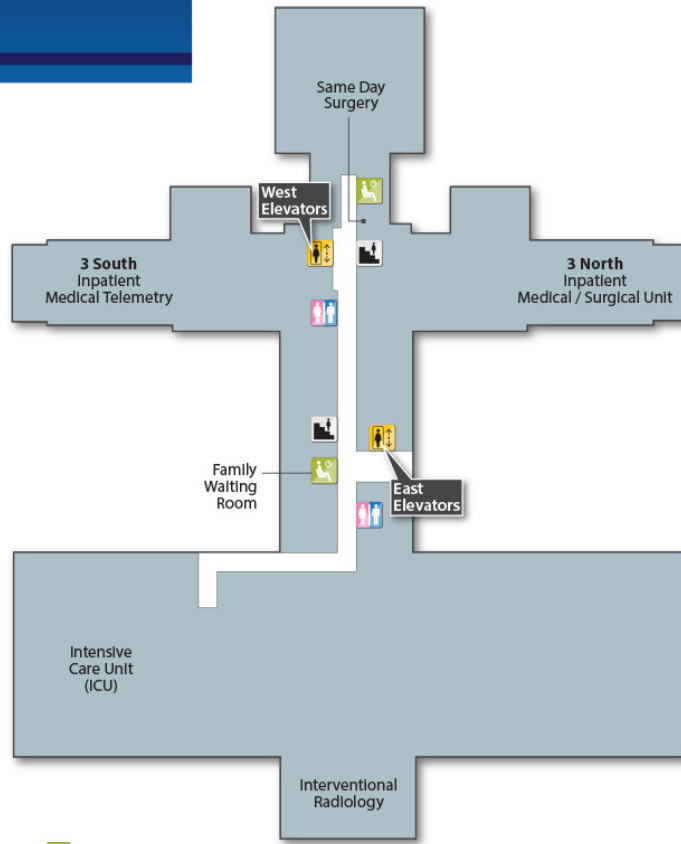 Same Day
Surgery
West
Elevators
3 South
Inpatient
Medical Telemetry
3 North
Inpatient
Medical / Surgical Unit
Family
Waiting
Room
East
Elevators
Intensive
Care Unit
(ICU)
Interventional
Radiology